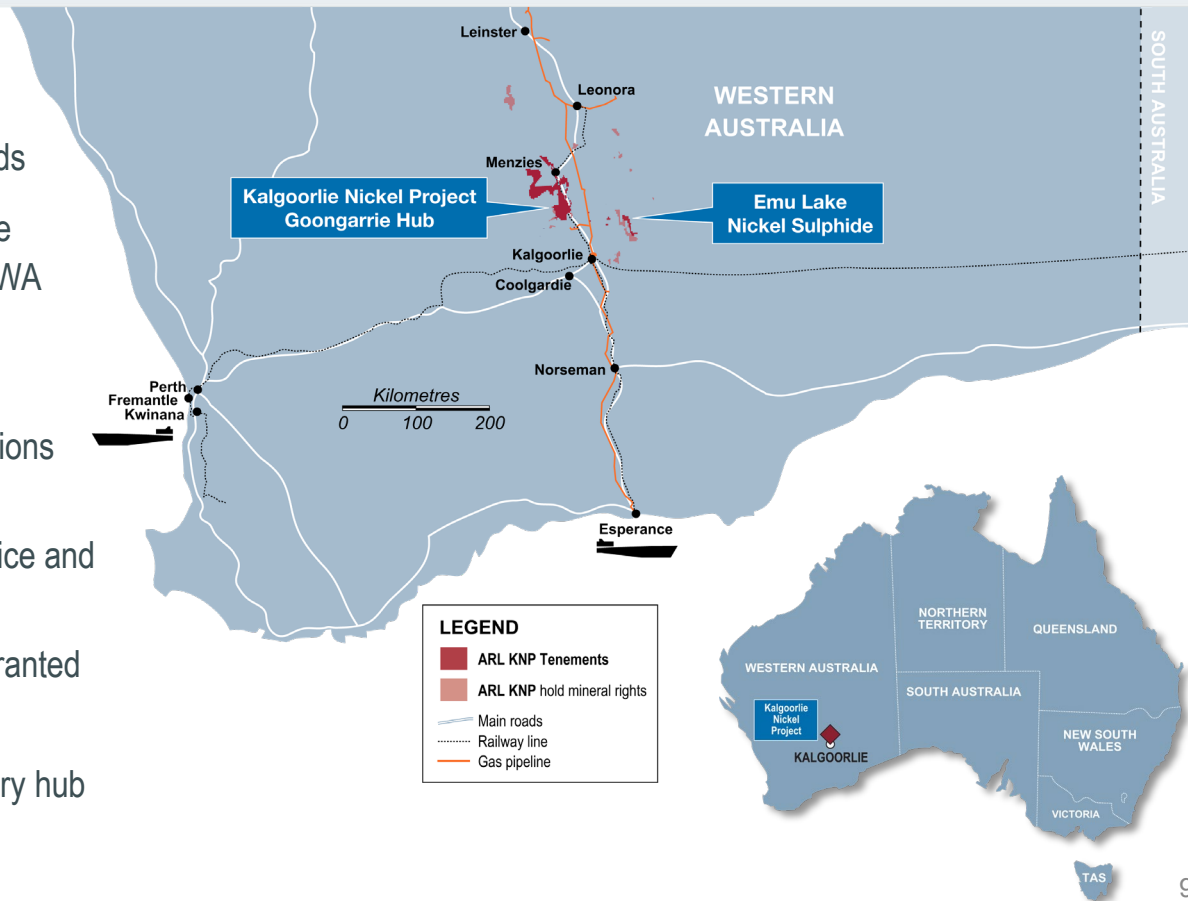 ds
e
WA
ions
ice and
ranted
ry hub
Leinster
Leonora
WESTERN
AUSTRALIA
SOUTH AUSTRALIA
Menzies
Kalgoorlie Nickel Project
Goongarrie Hub
Emu Lake
Nickel Sulphide
Kalgoorlie
Coolgardie
Norseman
Perth
Fremantle
Kwinana
Kilometres
0 100 200
Esperance
LEGEND
ARL KNP Tenements
ARL KNP hold mineral rights
Main roads
Railway line
Gas pipeline
NORTHERN
TERRITORY
QUEENSLAND
WESTERN AUSTRALIA
SOUTH AUSTRALIA
Kalgoorlie
Nickel
Project
KALGOORLIE
NEW SOUTH
WALES
VICTORIA
TAS
9